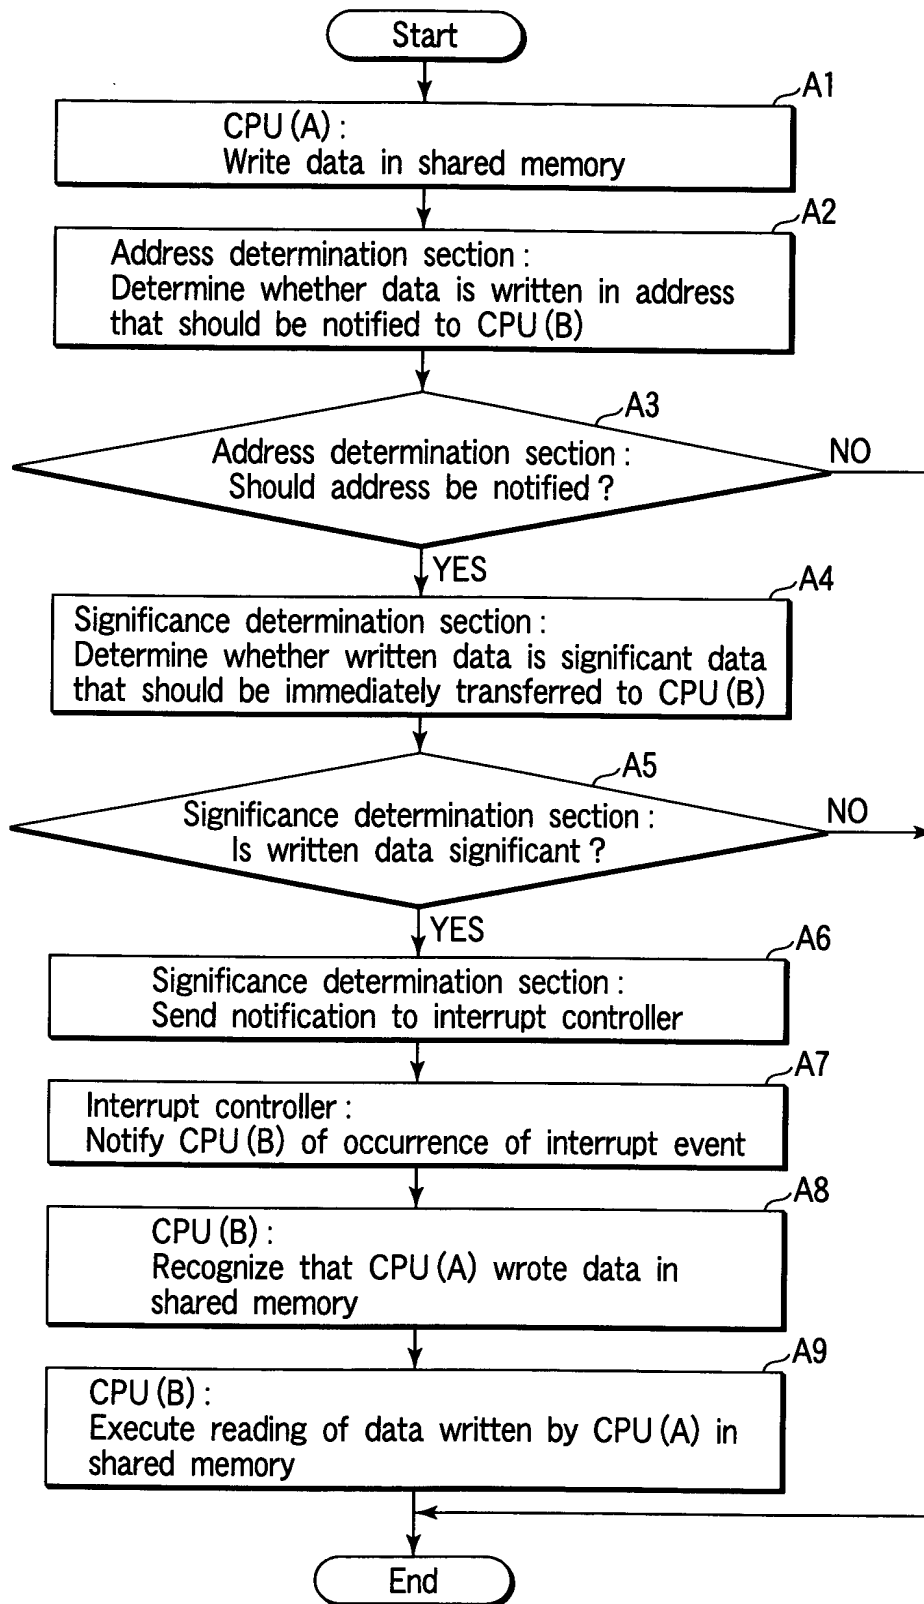 Start
A1
CPU(A):
Write data in shared memory
A2
Address determination section:
Determine whether data is written in address
that should be notified to CPU(B)
A3
Address determination section:
Should address be notified?
NO
YES
A4
Significance determination section:
Determine whether written data is significant data
that should be immediately transferred to CPU(B)
A5
Significance determination section:
Is written data significant?
NO
YES
A6
Significance determination section:
Send notification to interrupt controller
A7
Interrupt controller:
Notify CPU(B) of occurrence of interrupt event
A8
CPU(B):
Recognize that CPU(A) wrote data in
shared memory
A9
CPU(B):
Execute reading of data written by CPU(A) in
shared memory
End